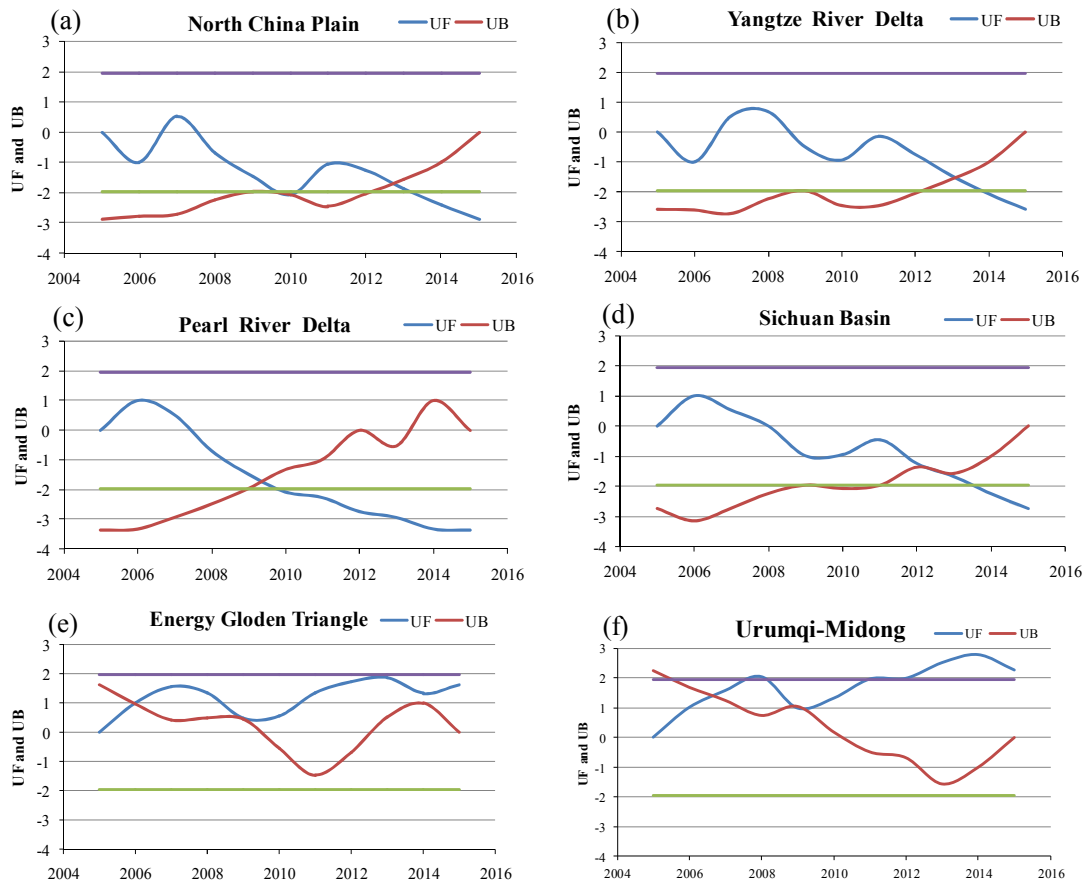 (a) North China Plain UF UB
3
2
1
0
-1
-2
-3
-4
UF and UB
2004 2006 2008 2010 2012 2014 2016
(b) Yangtze River Delta UF UB
3
2
1
0
-1
-2
-3
-4
UF and UB
2004 2006 2008 2010 2012 2014 2016
(c) Pearl River Delta UF UB
3
2
1
0
-1
-2
-3
-4
UF and UB
2004 2006 2008 2010 2012 2014 2016
(d) Sichuan Basin UF UB
3
2
1
0
-1
-2
-3
-4
UF and UB
2004 2006 2008 2010 2012 2014 2016
(e) Energy Gloden Triangle UF UB
3
2
1
0
-1
-2
-3
-4
UF and UB
2004 2006 2008 2010 2012 2014 2016
(f) Urumqi-Midong UF UB
3
2
1
0
-1
-2
-3
-4
UF and UB
2004 2006 2008 2010 2012 2014 2016